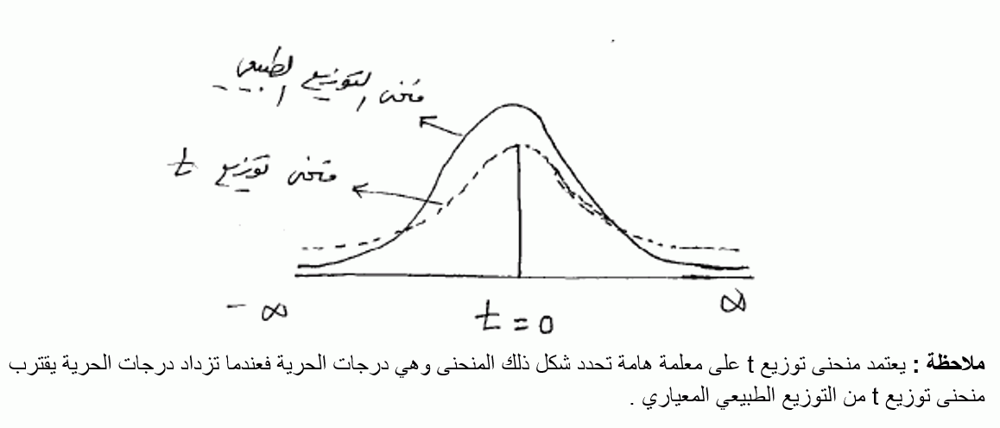 منحنى التوزيع الطبيعي
منحنى توزيع t
- ∞
t = 0
∞
ملاحظة : يعتمد منحنى توزيع t على معلمة هامة تحدد شكل ذلك المنحنى وهي درجات الحرية فعندما تزداد درجات الحرية يقترب
منحنى توزيع t من التوزيع الطبيعي المعياري .